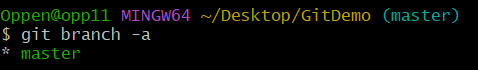 Oppen@opp11 MINGW64 ~/Desktop/GitDemo (master)
$ git branch -a
* master